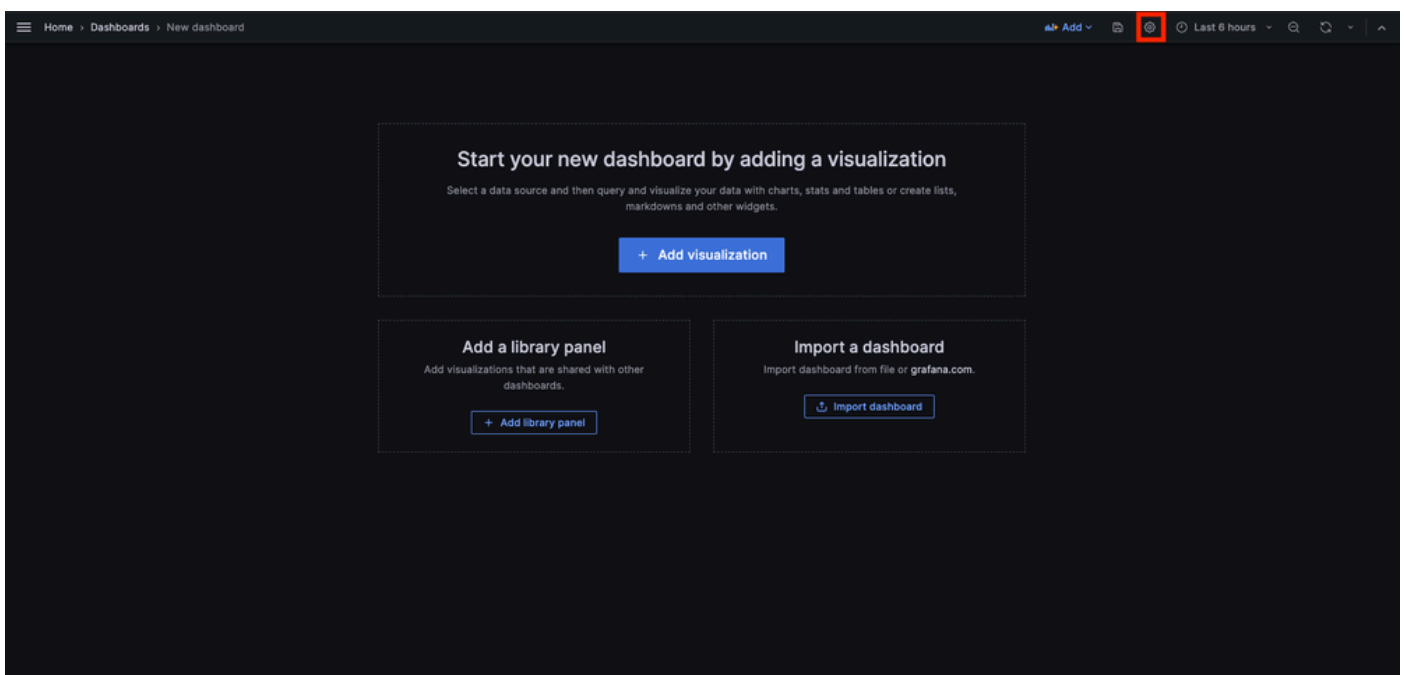 Home › Dashboards › New dashboard
Add
Last 6 hours
Start your new dashboard by adding a visualization
Select a data source and then query and visualize your data with charts, stats and tables or create lists,
markdowns and other widgets.
+ Add visualization
Add a library panel
Add visualizations that are shared with other
dashboards.
+ Add library panel
Import a dashboard
Import dashboard from file or grafana.com.
Import dashboard